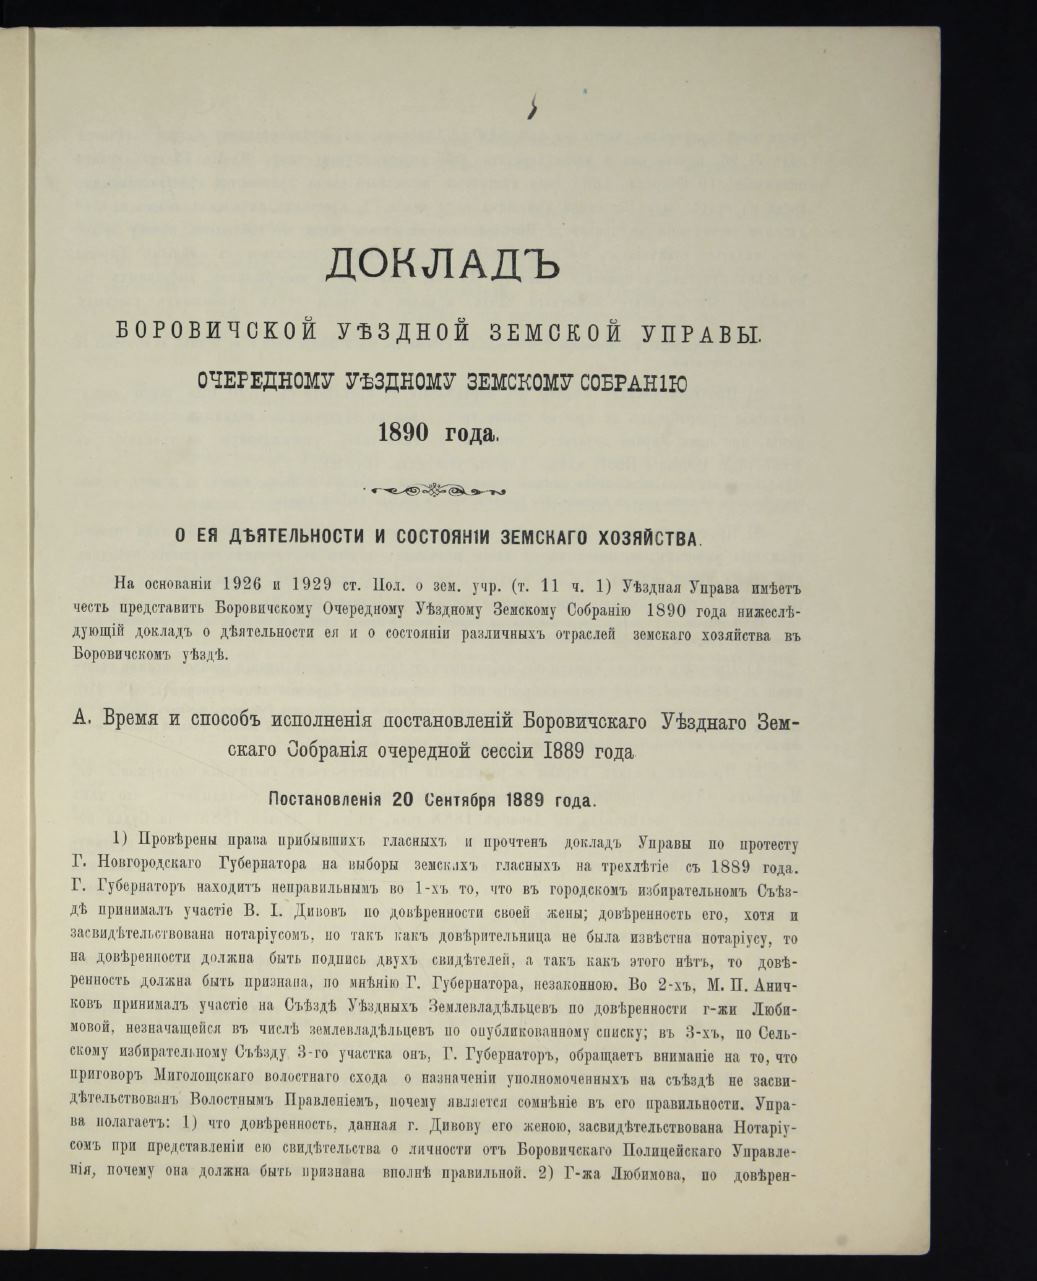 ДОКЛАДЪ
БОРОВИЧСКОЙ УѢЗДНОЙ ЗЕМСКОЙ УПРАВЫ.
ОЧЕРЕДНОМУ УѢЗДНОМУ ЗЕМСКОМУ СОБРАНІЮ
1890 года.
О ЕЯ ДѢЯТЕЛЬНОСТИ И СОСТОЯНІИ ЗЕМСКАГО ХОЗЯЙСТВА.
На основаніи 1926 и 1929 ст. Пол. о зем. учр. (т. 11 ч. 1) Уѣздная Управа имѣетъ
честь представить Боровичскому Очередному Уѣздному Земскому Собранію 1890 года нижеслѣ-
дующій докладъ о дѣятельности ея и о состояніи различныхъ отраслей земскаго хозяйства въ
Боровичскомъ уѣздѣ.
А. Время и способъ исполненія постановленій Боровичскаго Уѣзднаго Зем-
скаго Собранія очередной сессіи 1889 года
Постановленія 20 Сентября 1889 года.
1) Провѣрены права прибывшихъ гласныхъ и прочтенъ докладъ Управы по протесту
Г. Новгородскаго Губернатора на выборы земскихъ гласныхъ на трехлѣтіе съ 1889 года.
Г. Губернаторъ находитъ неправильнымъ во 1-хъ то, что въ городскомъ избирательномъ Съѣз-
дѣ принималъ участіе В. І. Дивовъ по довѣренности своей жены; довѣренность его, хотя и
засвидѣтельствована нотаріусомъ, но такъ какъ довѣрительница не была извѣстна нотаріусу, то
на довѣренности должна быть подпись двухъ свидѣтелей, а такъ какъ этого нѣтъ, то довѣ-
ренность должна быть признана, по мнѣнію Г. Губернатора, незаконною. Во 2-хъ, М. П. Анич-
ковъ принималъ участіе на Съѣздѣ Уѣздныхъ Землевладѣльцевъ по довѣренности г-жи Люби-
мовой, незначащейся въ числѣ землевладѣльцевъ по опубликованному списку; въ 3-хъ, по Сель-
скому избирательному Съѣзду 3-го участка онъ, Г. Губернаторъ, обращаетъ вниманіе на то, что
приговоръ Миголощскаго волостнаго схода о назначеніи уполномоченныхъ на съѣздѣ не засви-
дѣтельствованъ Волостнымъ Правленіемъ, почему является сомнѣніе въ его правильности. Упра-
ва полагаетъ: 1) что довѣренность, данная г. Дивову его женою, засвидѣтельствована Нотаріу-
сомъ при представленіи ею свидѣтельства о личности отъ Боровичскаго Полицейскаго Управле-
нія, почему она должна быть признана вполнѣ правильной. 2) Г-жа Любимова, по довѣрен-